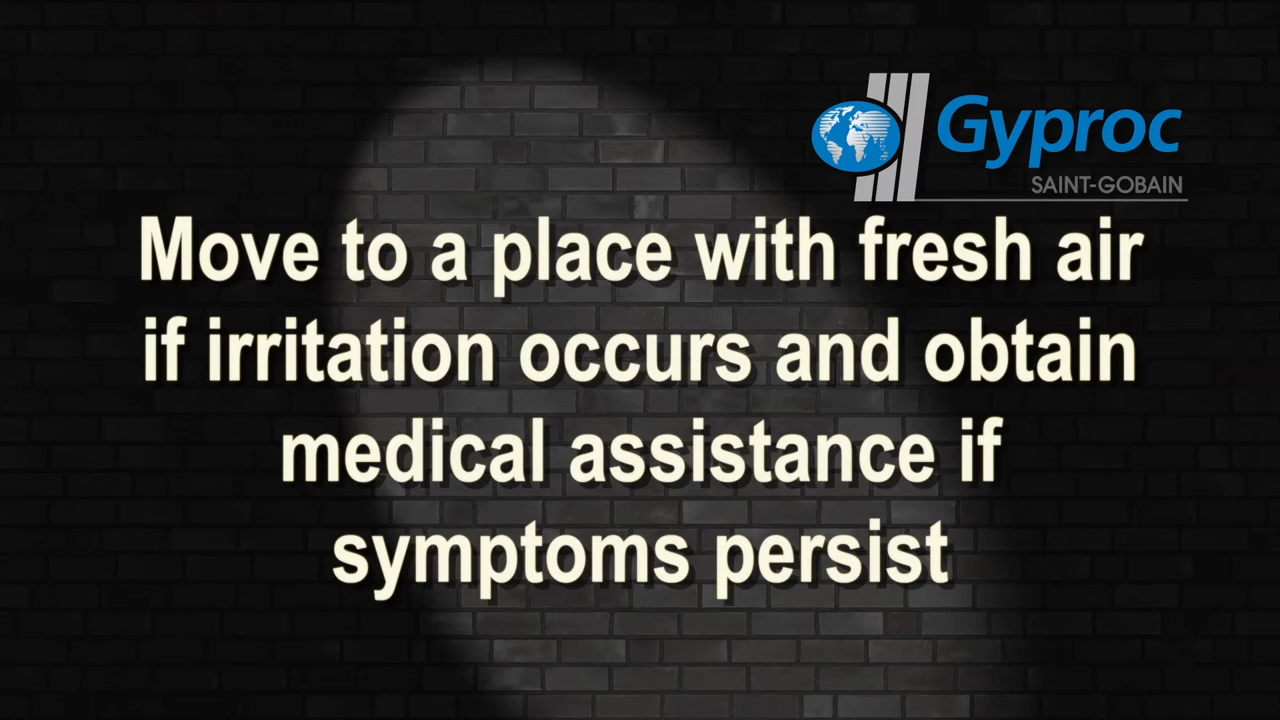 Gyproc
SAINT-GOBAIN
Move to a place with fresh air
if irritation occurs and obtain
medical assistance if
symptoms persist